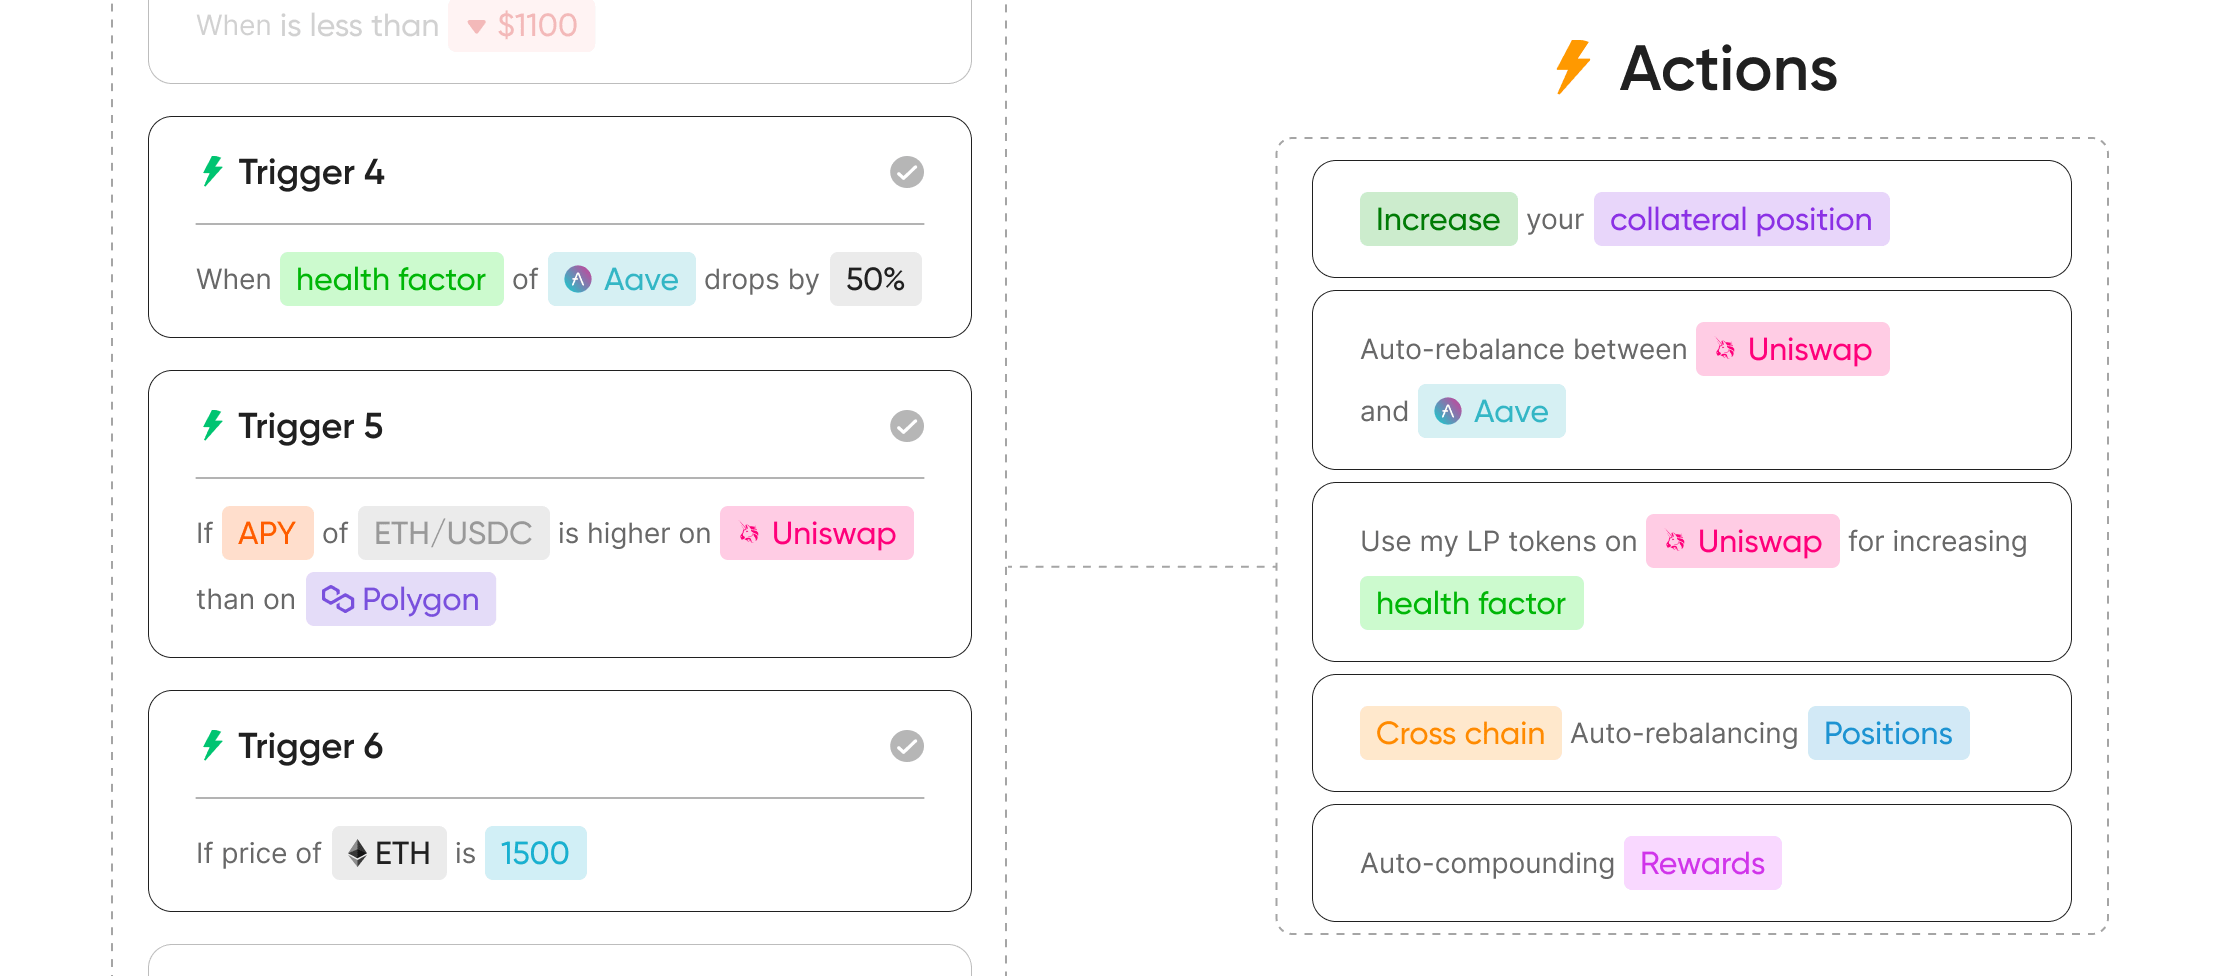 When is less than $1100
Trigger 4
When health factor of Aave drops by 50%
Trigger 5
If APY of ETH/USDC is higher on Uniswap
than on Polygon
Trigger 6
If price of ETH is 1500
Actions
Increase your collateral position
Auto-rebalance between Uniswap
and Aave
Use my LP tokens on Uniswap for increasing
health factor
Cross chain Auto-rebalancing Positions
Auto-compounding Rewards